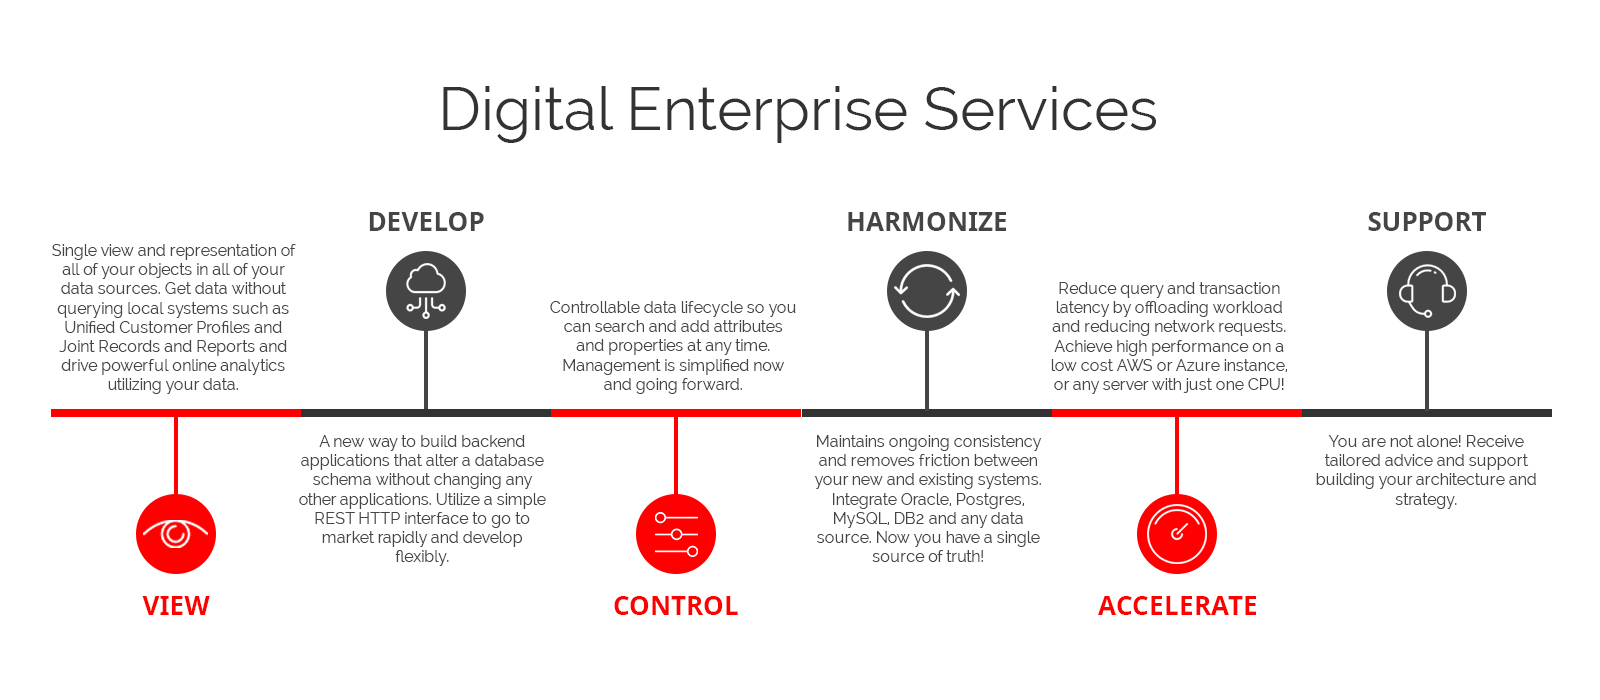 Digital Enterprise Services
Single view and representation of
all of your objects in all of your
data sources. Get data without
querying local systems such as
Unified Customer Profiles and
Joint Records and Reports and
drive powerful online analytics
utilizing your data.
VIEW
DEVELOP
A new way to build backend
applications that alter a database
schema without changing any
other applications. Utilize a simple
REST HTTP interface to go to
market rapidly and develop
flexibly.
Controllable data lifecycle so you
can search and add attributes
and properties at any time.
Management is simplified now
and going forward.
CONTROL
HARMONIZE
Maintains ongoing consistency
and removes friction between
your new and existing systems.
Integrate Oracle, Postgres,
MySQL, DB2 and any data
source. Now you have a single
source of truth!
Reduce query and transaction
latency by offloading workload
and reducing network requests.
Achieve high performance on a
low cost AWS or Azure instance,
or any server with just one CPU!
ACCELERATE
SUPPORT
You are not alone! Receive
tailored advice and support
building your architecture and
strategy.